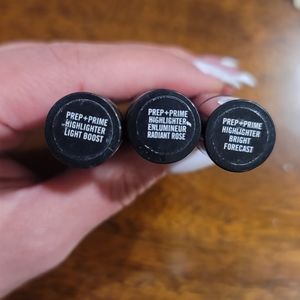 PREP+PRIME
HIGHLIGHTER
LIGHT BOOST
PREP+PRIME
HIGHLIGHTER
ENLUMINEUR
RADIANT ROSE
PREP+PRIME
HIGHLIGHTER
BRIGHT
FORECAST